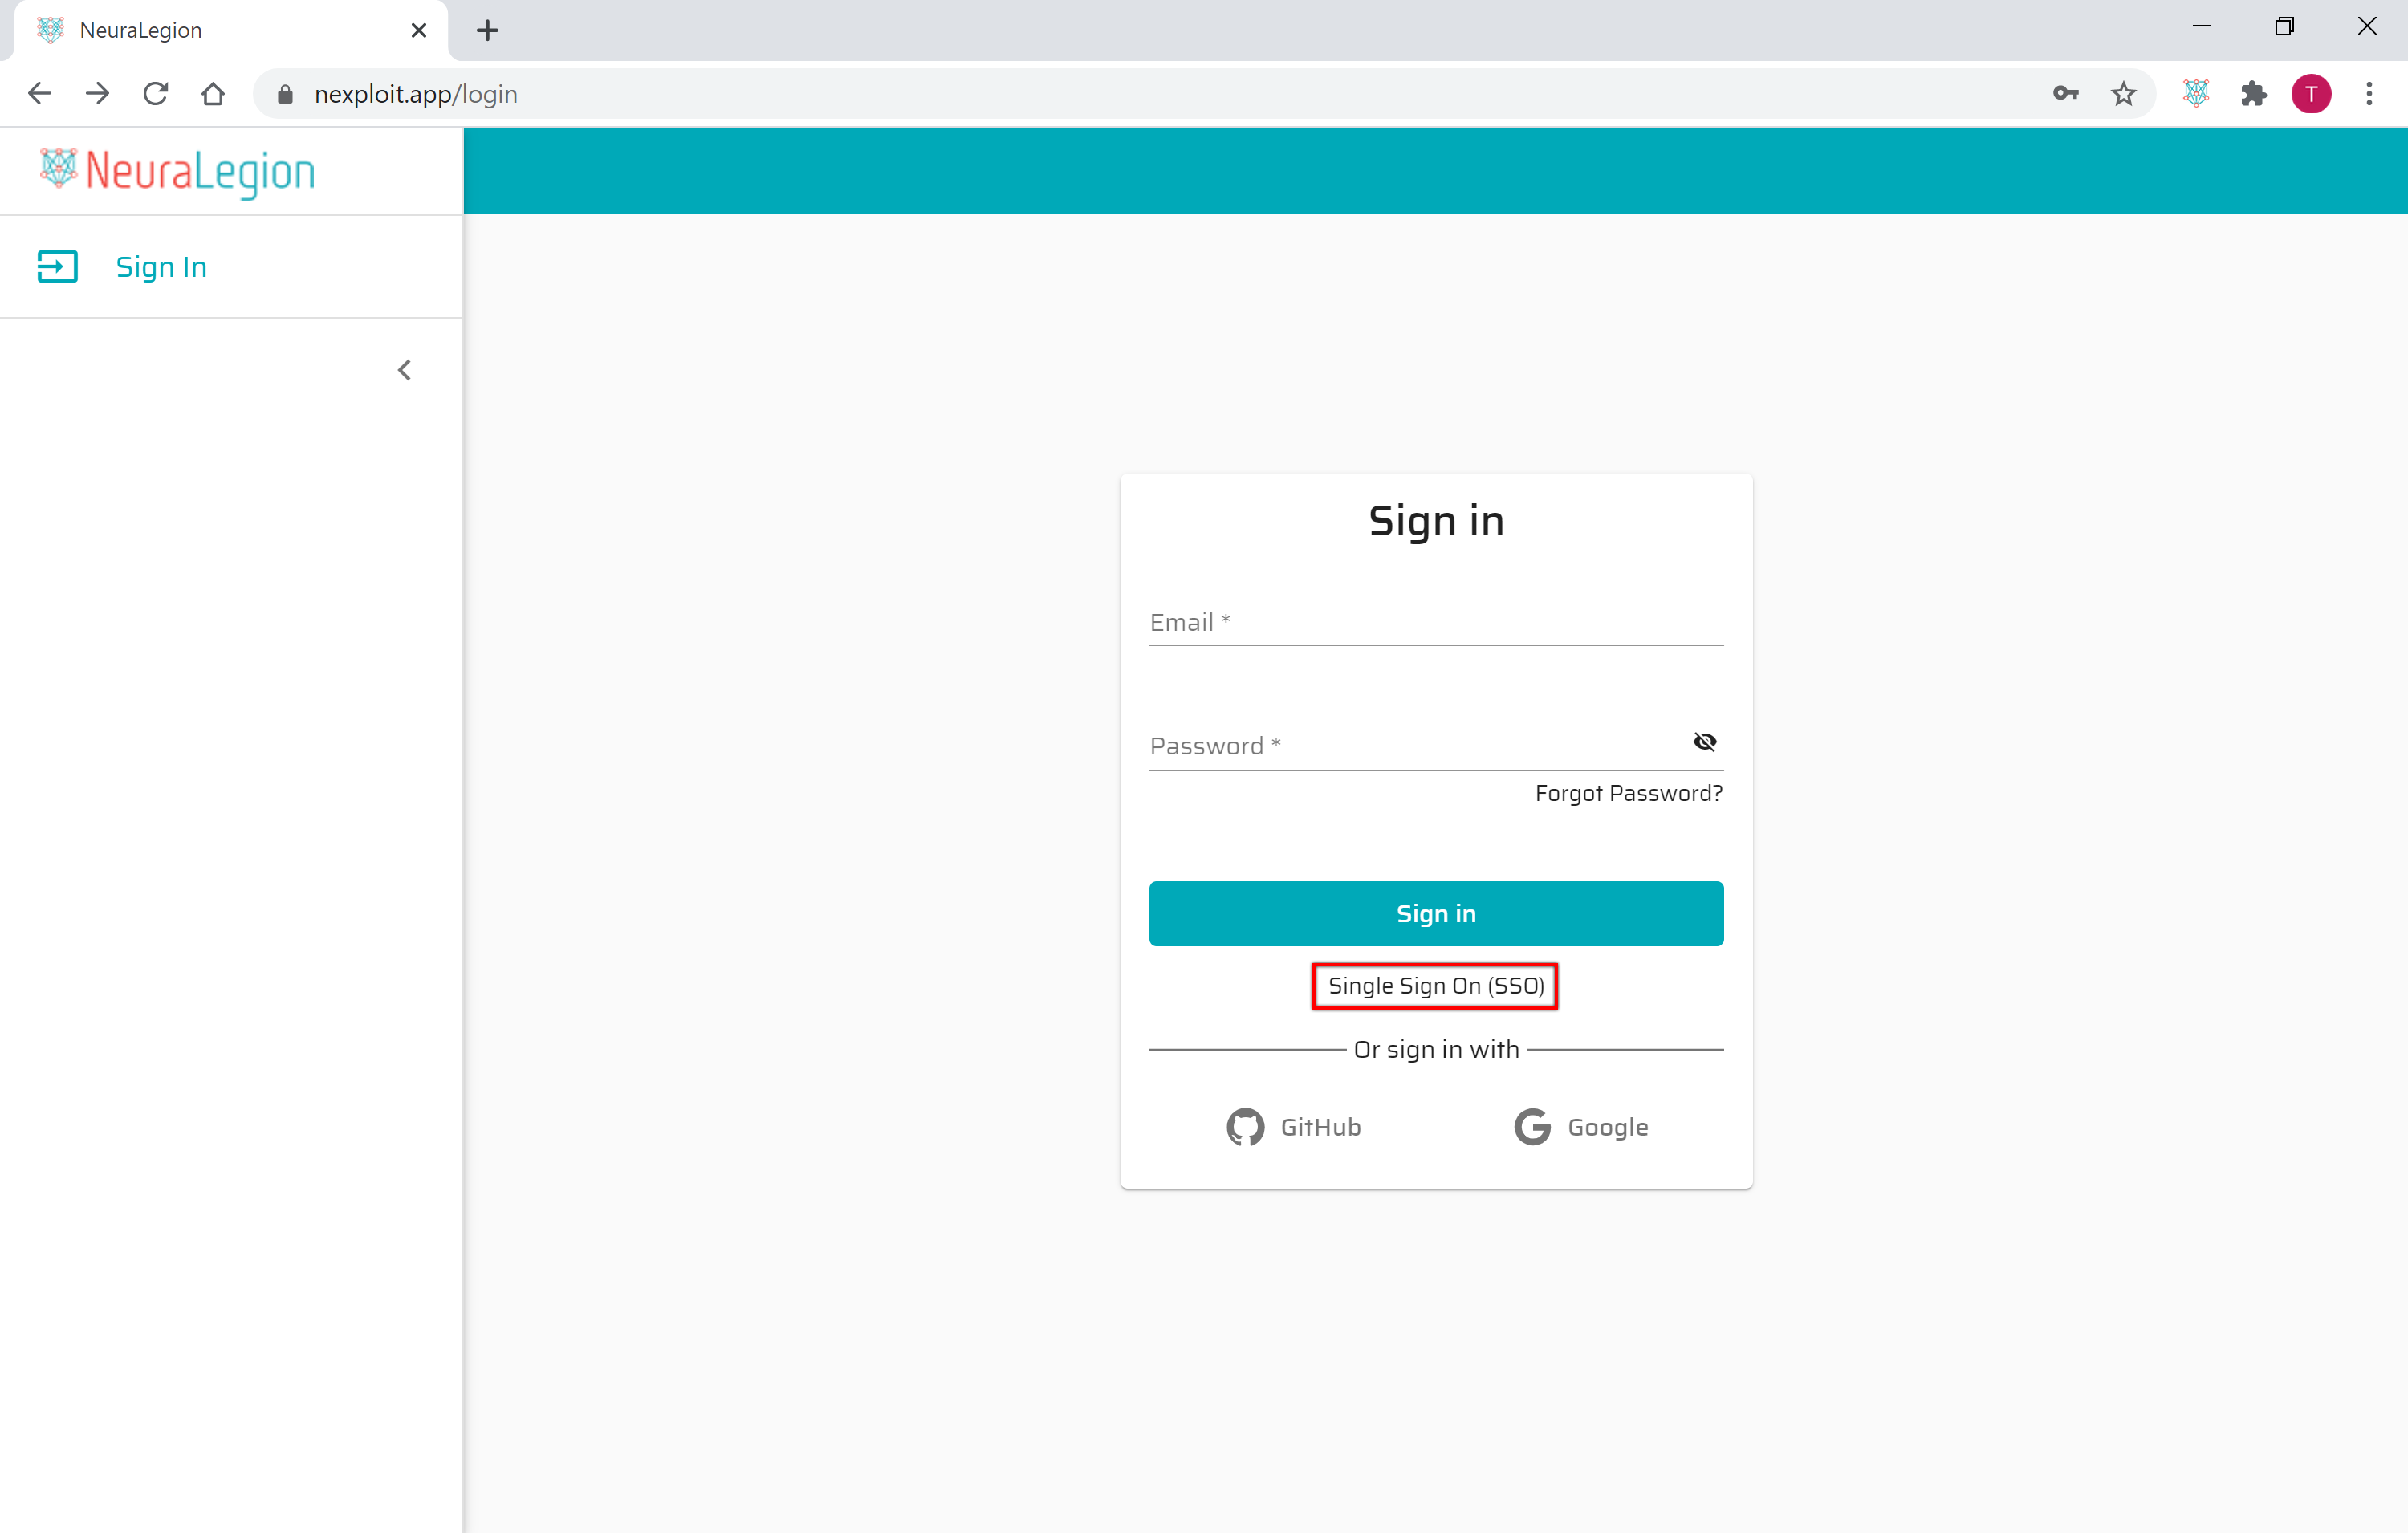 NeuraLegion
nexploit.app/login
T
NeuraLegion
Sign In
Sign in
Email *
Password *
Forgot Password?
Sign in
Single Sign On (SSO)
Or sign in with
GitHub
Google